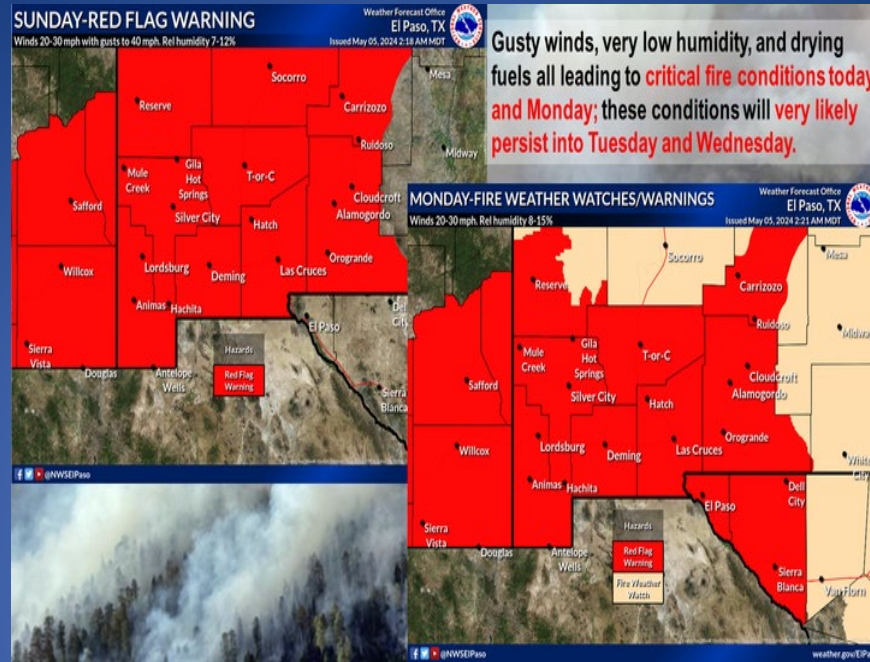 SUNDAY-RED FLAG WARNING
Weather Forecast Office
El Paso, TX
Winds 20-30 mph with gusts to 40 mph. Rel humidity 7-12%
Issued May 05, 2024 2:18 AM MDT
Socorro
Mesa
Reserve
Carrizozo
Ruidoso
Midway
Mule
Creek
Gila
Hot
Springs
T-or-C
Safford
Silver City
Cloudcroft
Alamogordo
Hatch
Willcox
Lordsburg
Deming
Las Cruces
Orogrande
Animas
Hachita
El Paso
Del
City
Sierra
Vista
Douglas
Antelope
Wells
Sierra
Blanca
Hazards
Red Flag
Warning
@NWSElPaso
Gusty winds, very low humidity, and drying
fuels all leading to critical fire conditions today
and Monday; these conditions will very likely
persist into Tuesday and Wednesday.
MONDAY-FIRE WEATHER WATCHES/WARNINGS
Weather Forecast Office
El Paso, TX
Winds 20-30 mph. Rel humidity 8-15%
Issued May 05, 2024 2:21 AM MDT
Socorro
Mesa
Reserve
Carrizozo
Ruidoso
Midway
Mule
Creek
Gila
Hot
Springs
T-or-C
Safford
Silver City
Cloudcroft
Alamogordo
Hatch
Willcox
Lordsburg
Deming
Las Cruces
Orogrande
White
City
Animas
Hachita
El Paso
Dell
City
Sierra
Vista
Douglas
Antelope
Wells
Sierra
Blanca
Van Horn
Hazards
Red Flag
Warning
Fire Weather
Watch
@NWSElPaso
weather.gov/ElPa